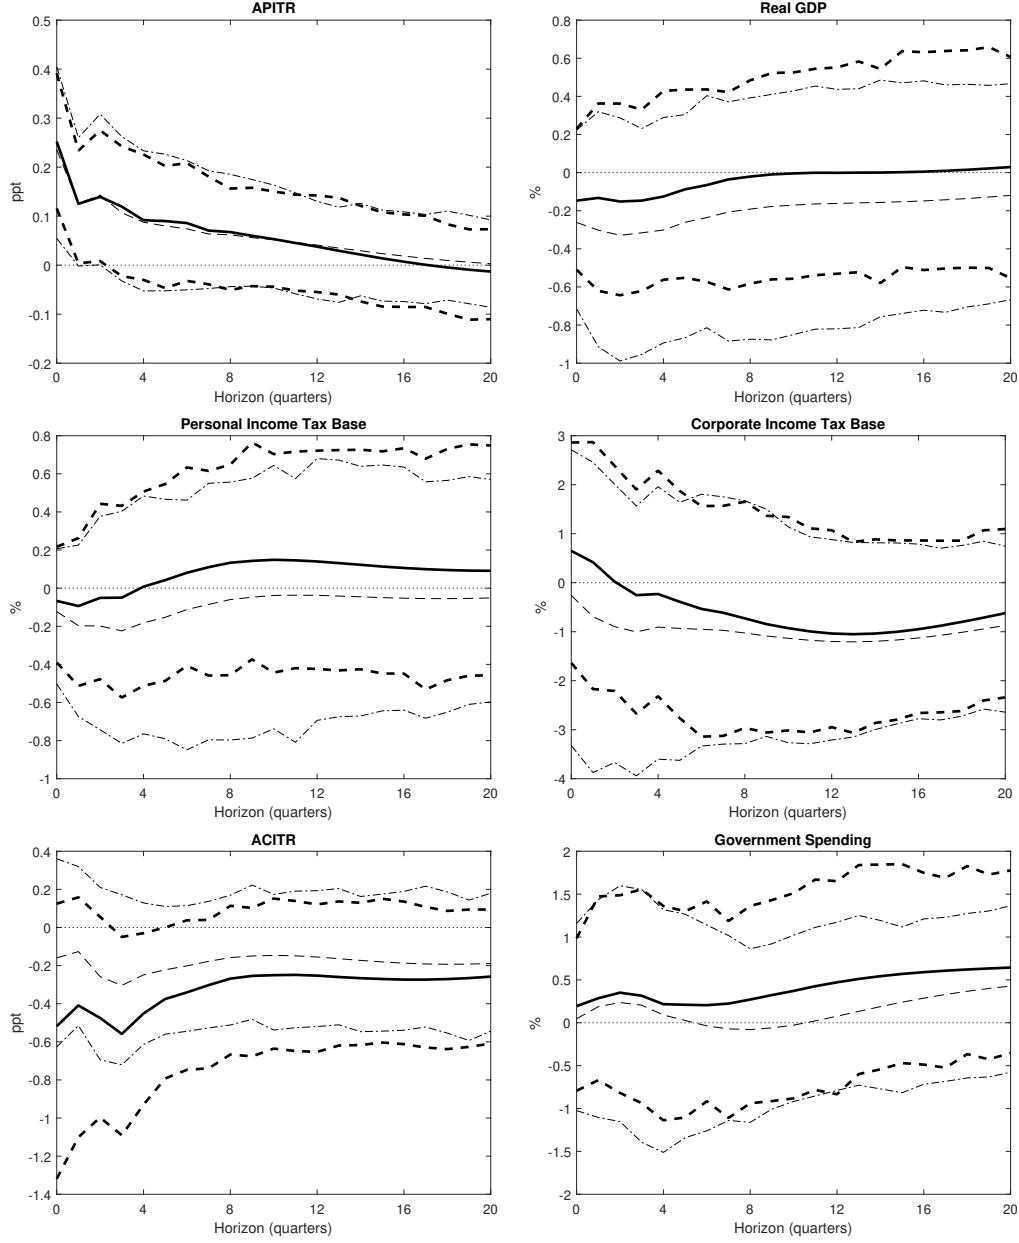 APITR
ppt
0.5
0.4
0.3
0.2
0.1
0
-0.1
-0.2
0 4 8 12 16 20
Horizon (quarters)
Real GDP
%
0.8
0.6
0.4
0.2
0
-0.2
-0.4
-0.6
-0.8
-1
0 4 8 12 16 20
Horizon (quarters)
Personal Income Tax Base
%
0.8
0.6
0.4
0.2
0
-0.2
-0.4
-0.6
-0.8
-1
0 4 8 12 16 20
Horizon (quarters)
Corporate Income Tax Base
%
3
2
1
0
-1
-2
-3
-4
0 4 8 12 16 20
Horizon (quarters)
ACITR
ppt
0.4
0.2
0
-0.2
-0.4
-0.6
-0.8
-1
-1.2
-1.4
0 4 8 12 16 20
Horizon (quarters)
Government Spending
%
2
1.5
1
0.5
0
-0.5
-1
-1.5
-2
0 4 8 12 16 20
Horizon (quarters)